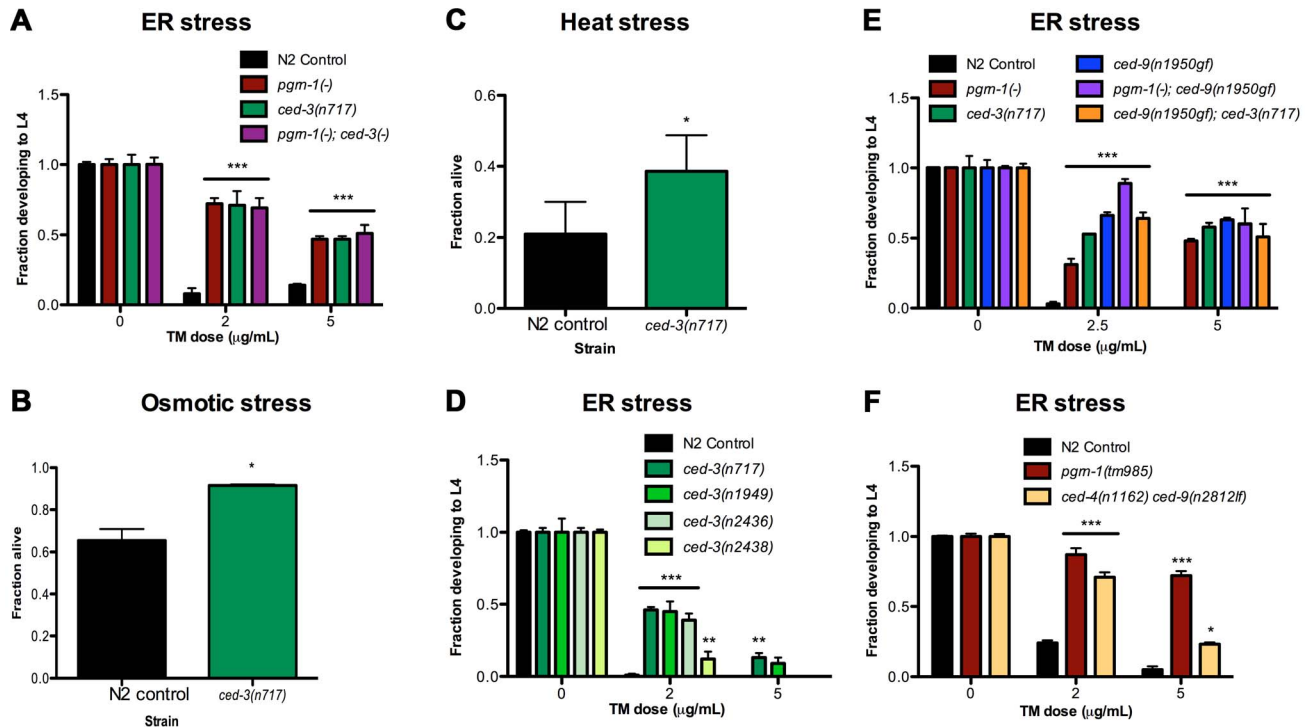 A
ER stress
N2 Control
pgrn-1(-)
ced-3(n717)
pgrn-1(-); ced-3(-)
Fraction developing to L4
1.5
1.0
0.5
0.0
***
***
0
2
5
TM dose (μg/mL)
B
Osmotic stress
Fraction alive
1.0
0.8
0.6
0.4
0.2
0.0
*
N2 control
ced-3(n717)
Strain
C
Heat stress
Fraction alive
0.6
0.4
0.2
0.0
*
N2 control
ced-3(n717)
Strain
D
ER stress
N2 Control
ced-3(n717)
ced-3(n1949)
ced-3(n2436)
ced-3(n2438)
Fraction developing to L4
1.5
1.0
0.5
0.0
***
**
**
0
2
5
TM dose (μg/mL)
E
ER stress
N2 Control
pgrn-1(-)
ced-3(n717)
ced-9(n1950gf)
pgrn-1(-); ced-9(n1950gf)
ced-9(n1950gf); ced-3(n717)
Fraction developing to L4
1.5
1.0
0.5
0.0
***
***
0
2.5
5
TM dose (μg/mL)
F
ER stress
N2 Control
pgrn-1(tm985)
ced-4(n1162) ced-9(n2812lf)
Fraction developing to L4
1.5
1.0
0.5
0.0
***
***
*
0
2
5
TM dose (μg/mL)